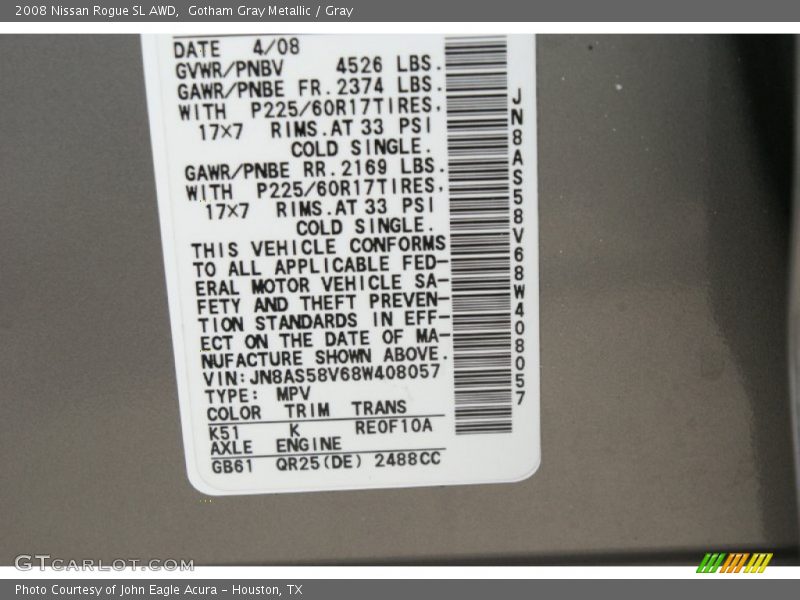 2008 Nissan Rogue SL AWD, Gotham Gray Metallic / Gray
DATE 4/08
GVWR/PNBV 4526 LBS.
GAWR/PNBE FR. 2374 LBS.
WITH P225/60R17TIRES,
17×7 RIMS.AT 33 PSI
COLD SINGLE.
GAWR/PNBE RR. 2169 LBS.
WITH P225/60R17TIRES,
17×7 RIMS.AT 33 PSI
COLD SINGLE.
THIS VEHICLE CONFORMS
TO ALL APPLICABLE FED-
ERAL MOTOR VEHICLE SA-
FETY AND THEFT PREVEN-
TION STANDARDS IN EFF-
ECT ON THE DATE OF MA-
NUFACTURE SHOWN ABOVE.
VIN:JN8AS58V68W408057
TYPE: MPV
COLOR TRIM TRANS
K51 K RE0F10A
AXLE ENGINE
GB61 QR25(DE) 2488CC
JN8AS58V68W408057
GTCARLOT.COM
Photo Courtesy of John Eagle Acura - Houston, TX